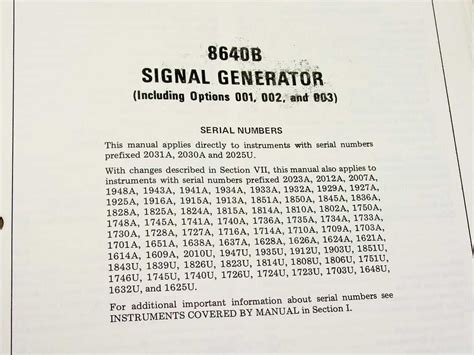 8640B
SIGNAL GENERATOR
(Including Options 001, 002, and 003)
SERIAL NUMBERS
This manual applies directly to instruments with serial numbers
prefixed 2031A, 2030A and 2025U.
With changes described in Section VII, this manual also applies to
instruments with serial numbers prefixed 2023A, 2012A, 2007A,
1948A, 1943A, 1941A, 1934A, 1933A, 1932A, 1929A, 1927A,
1925A, 1916A, 1915A, 1913A, 1851A, 1850A, 1845A, 1836A,
1828A, 1825A, 1824A, 1815A, 1814A, 1810A, 1802A, 1750A,
1748A, 1745A, 1741A, 1740A, 1736A, 1735A, 1734A, 1733A,
1730A, 1728A, 1727A, 1716A, 1714A, 1710A, 1709A, 1703A,
1701A, 1651A, 1638A, 1637A, 1628A, 1626A, 1624A, 1621A,
1614A, 1609A, 2010U, 1947U, 1935U, 1912U, 1903U, 1851U,
1843U, 1839U, 1826U, 1823U, 1814U, 1808U, 1806U, 1751U,
1746U, 1745U, 1740U, 1726U, 1724U, 1723U, 1703U, 1648U,
1632U, and 1625U.
For additional important information about serial numbers see
INSTRUMENTS COVERED BY MANUAL in Section I.